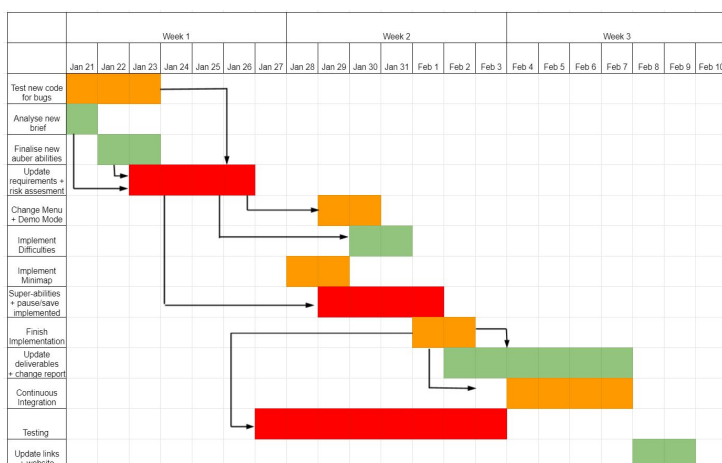 Week 1 Week 2 Week 3
Jan 21 Jan 22 Jan 23 Jan 24 Jan 25 Jan 26 Jan 27 Jan 28 Jan 29 Jan 30 Jan 31 Feb 1 Feb 2 Feb 3 Feb 4 Feb 5 Feb 6 Feb 7 Feb 8 Feb 9 Feb 10
Test new code
for bugs
Analyse new
brief
Finalise new
auber abilities
Update
requirements +
risk assesment
Change Menu
+ Demo Mode
Implement
Difficulties
Implement
Minimap
Super-abilities
+ pause/save
implemented
Finish
Implementation
Update
deliverables
+ change report
Continuous
Integration
Testing
Update links
+ website